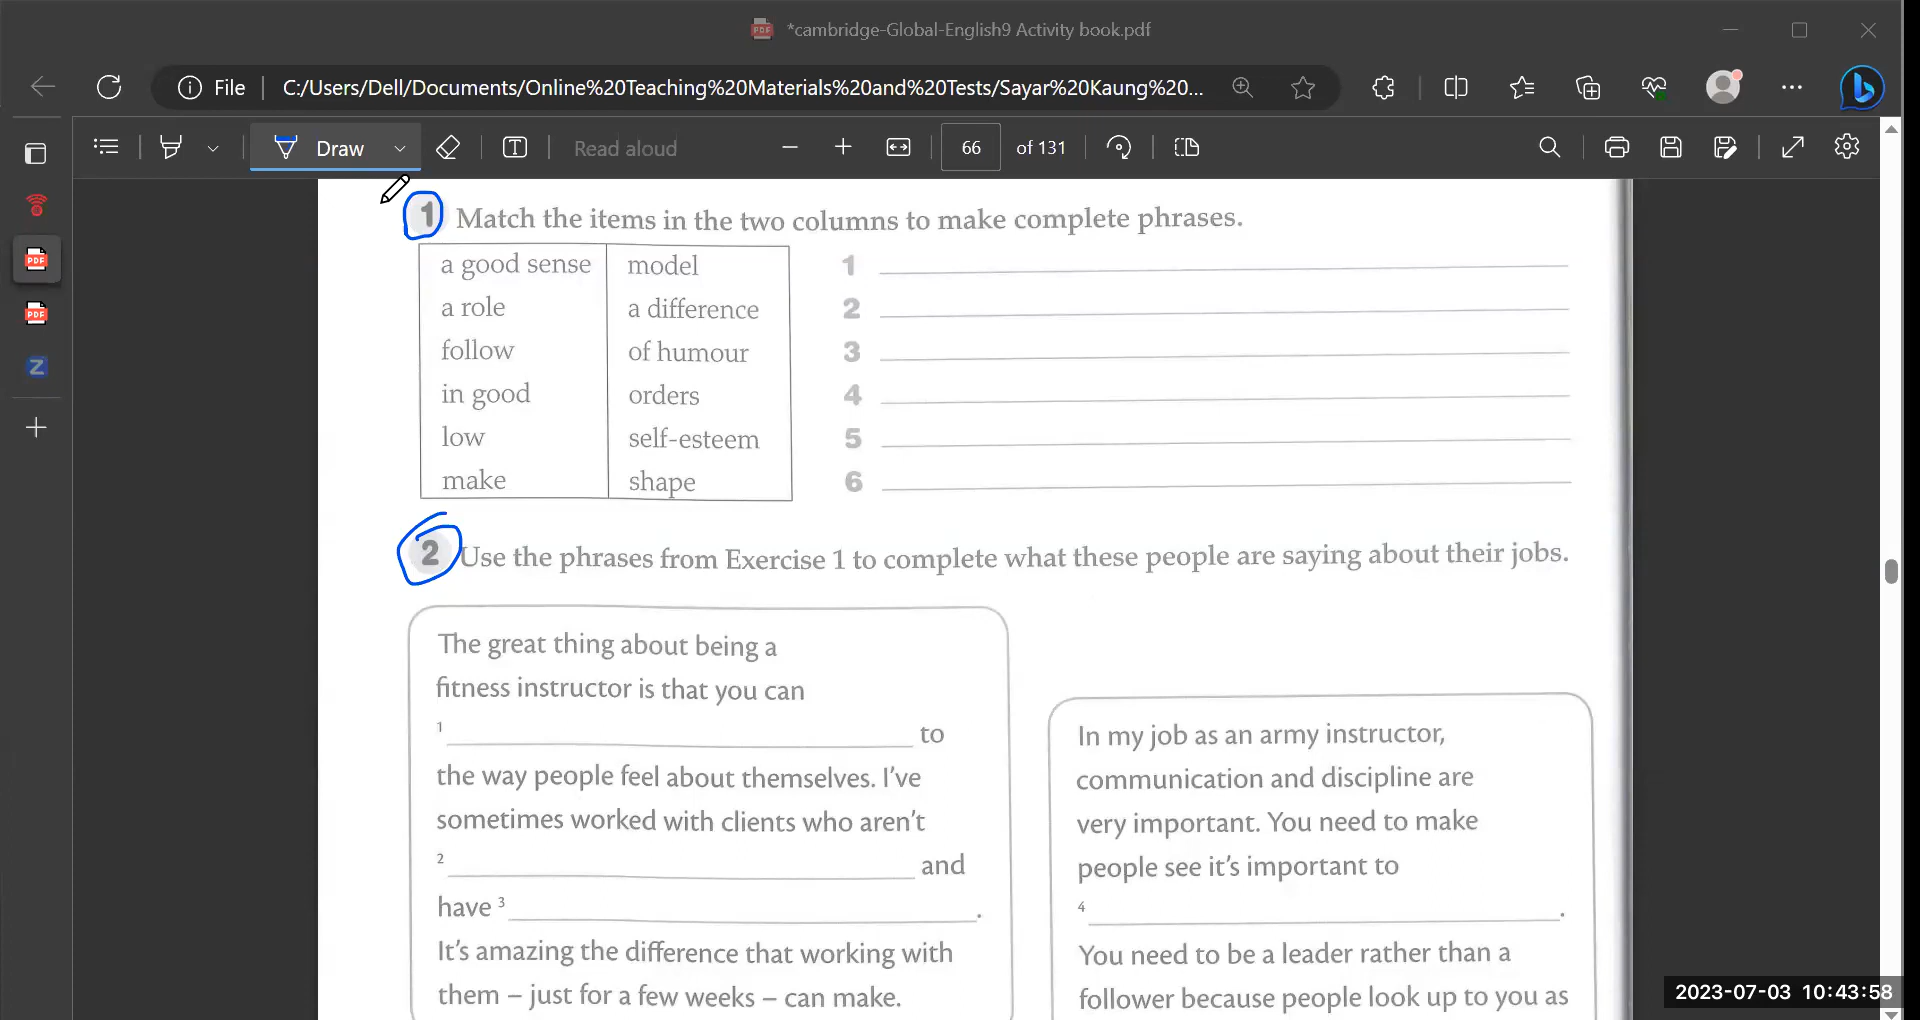 *cambridge-Global-English9 Activity book.pdf
File
C:/Users/Dell/Documents/Online%20Teaching%20Materials%20and%20Tests/Sayar%20Kaung%20...
Draw
Read aloud
66
of 131
1 Match the items in the two columns to make complete phrases.
a good sense model
a role a difference
follow of humour
in good orders
low self-esteem
make shape
1
2
3
4
5
6
2 Use the phrases from Exercise 1 to complete what these people are saying about their jobs.
The great thing about being a
fitness instructor is that you can
1 to
the way people feel about themselves. I've
sometimes worked with clients who aren't
2 and
have 3 .
It's amazing the difference that working with
them – just for a few weeks – can make.
In my job as an army instructor,
communication and discipline are
very important. You need to make
people see it's important to
4 .
You need to be a leader rather than a
follower because people look up to you as
2023-07-03 10:43:58